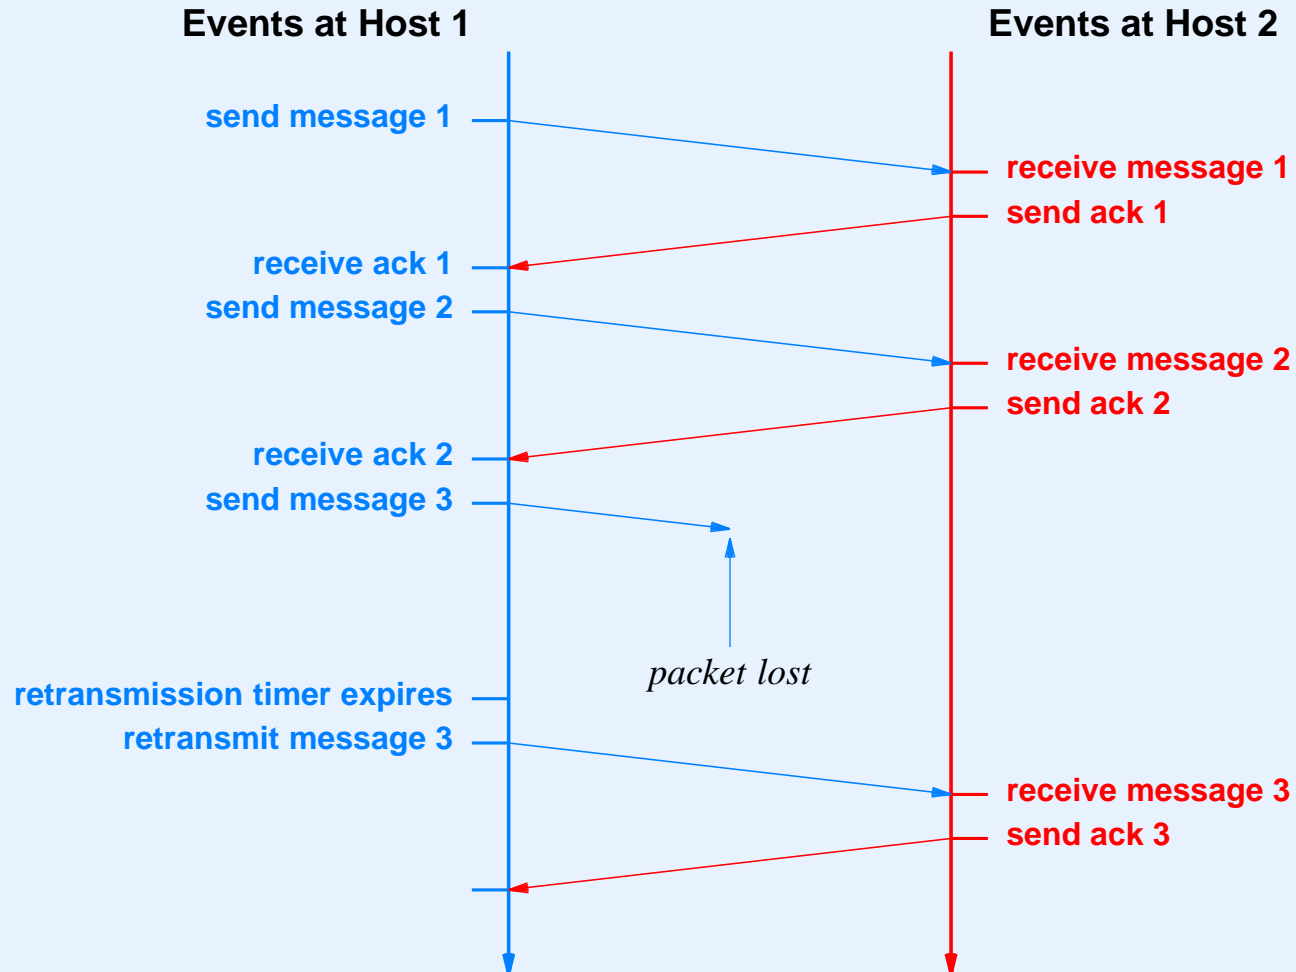 Events at Host 1
Events at Host 2
send message 1
receive message 1
send ack 1
receive ack 1
send message 2
receive message 2
send ack 2
receive ack 2
send message 3
packet lost
retransmission timer expires
retransmit message 3
receive message 3
send ack 3